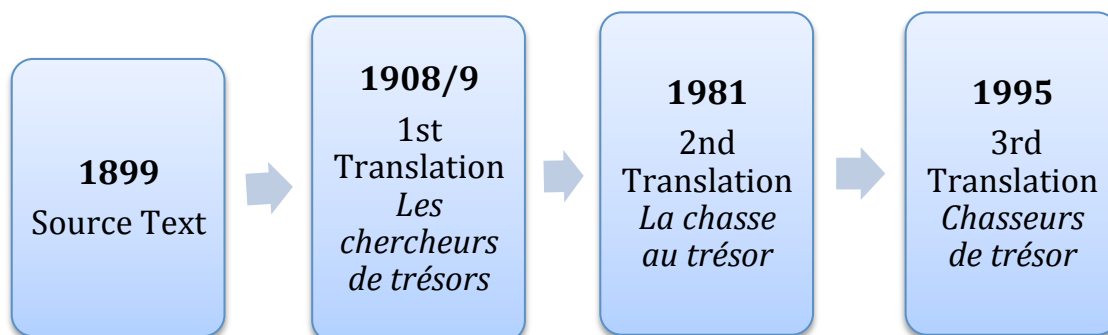 1899
Source Text
1908/9
1st
Translation
Les
chercheurs
de trésors
1981
2nd
Translation
La chasse
au trésor
1995
3rd
Translation
Chasseurs
de trésor